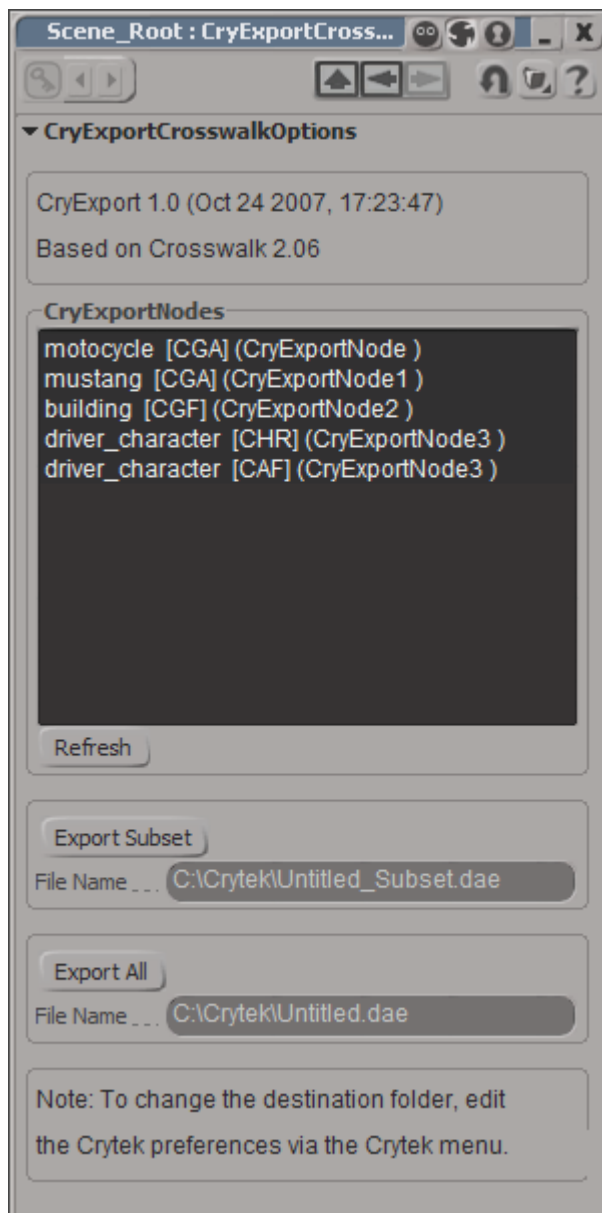 Scene_Root : CryExportCross...
CryExportCrosswalkOptions
CryExport 1.0 (Oct 24 2007, 17:23:47)
Based on Crosswalk 2.06
CryExportNodes
motocycle [CGA] (CryExportNode )
mustang [CGA] (CryExportNode1 )
building [CGF] (CryExportNode2 )
driver_character [CHR] (CryExportNode3 )
driver_character [CAF] (CryExportNode3 )
Refresh
Export Subset
File Name _ _ . C:\Crytek\Untitled_Subset.dae
Export All
File Name _ _ . C:\Crytek\Untitled.dae
Note: To change the destination folder, edit
the Crytek preferences via the Crytek menu.